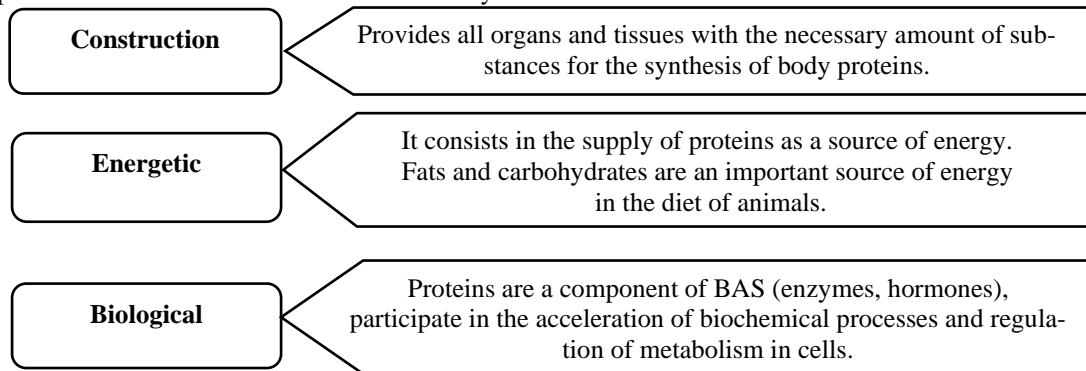 Construction
Provides all organs and tissues with the necessary amount of sub-
stances for the synthesis of body proteins.
Energetic
It consists in the supply of proteins as a source of energy.
Fats and carbohydrates are an important source of energy
in the diet of animals.
Biological
Proteins are a component of BAS (enzymes, hormones),
participate in the acceleration of biochemical processes and regula-
tion of metabolism in cells.